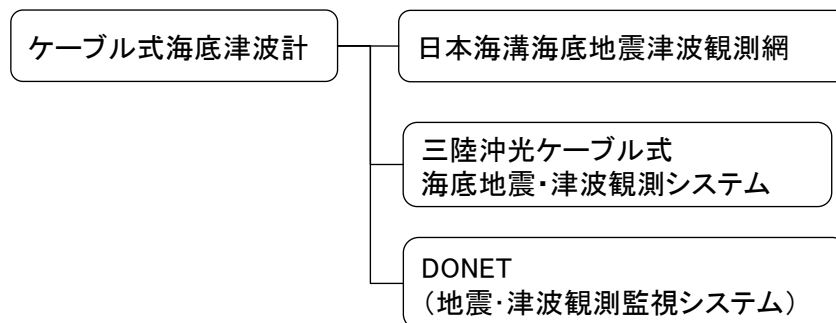 ケーブル式海底津波計
日本海溝海底地震津波観測網
三陸沖光ケーブル式
海底地震・津波観測システム
DONET
（地震・津波観測監視システム）